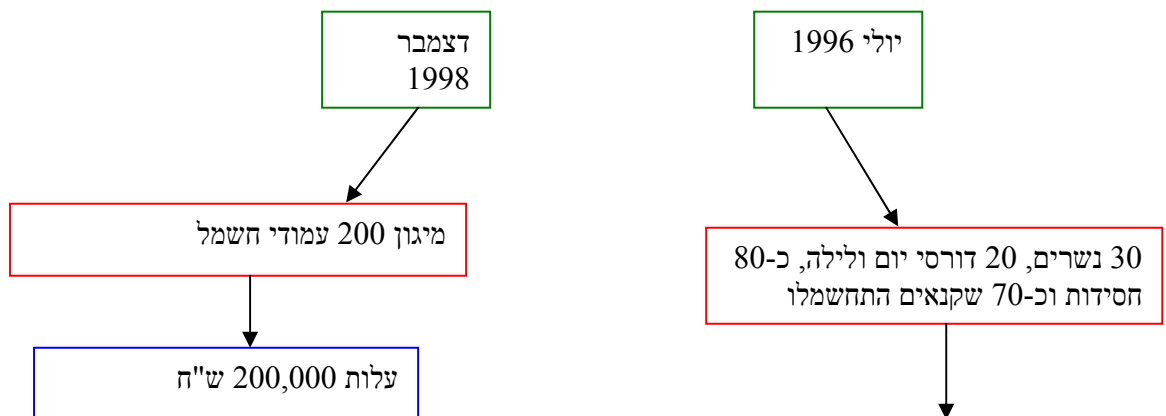 יולי 1996
30 נשרים, 20 דורסי יום ולילה, כ-80
חסידות וכ-70 שקנאים התחשמלו
דצמבר
1998
מיגון 200 עמודי חשמל
עלות 200,000 ש"ח